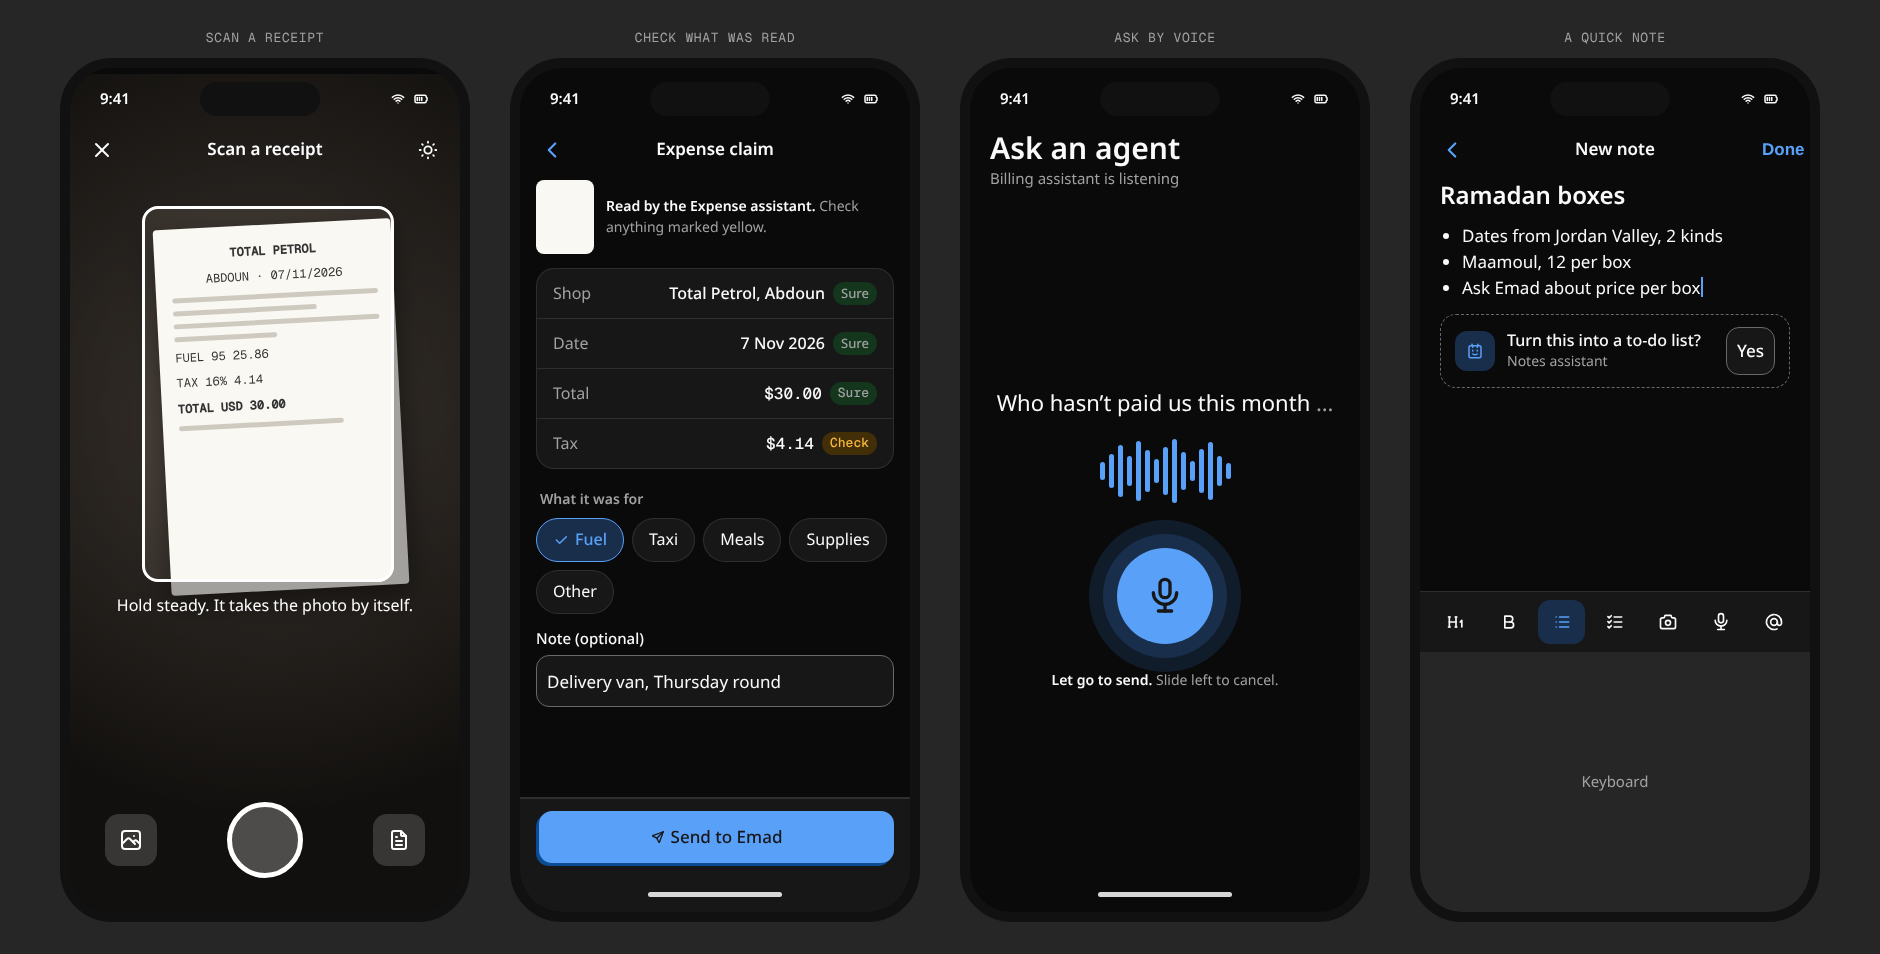 SCAN A RECEIPT
9:41
Scan a receipt
TOTAL PETROL
ABDOUN · 07/11/2026
FUEL 95 25.86
TAX 16% 4.14
TOTAL USD 30.00
Hold steady. It takes the photo by itself.
CHECK WHAT WAS READ
9:41
Expense claim
Read by the Expense assistant. Check
anything marked yellow.
Shop Total Petrol, Abdoun Sure
Date 7 Nov 2026 Sure
Total $30.00 Sure
Tax $4.14 Check
What it was for
Fuel Taxi Meals Supplies
Other
Note (optional)
Delivery van, Thursday round
Send to Emad
ASK BY VOICE
9:41
Ask an agent
Billing assistant is listening
Who hasn’t paid us this month ...
Let go to send. Slide left to cancel.
A QUICK NOTE
9:41
New note Done
Ramadan boxes
• Dates from Jordan Valley, 2 kinds
• Maamoul, 12 per box
• Ask Emad about price per box
Turn this into a to-do list?
Notes assistant
Yes
H1 B
Keyboard